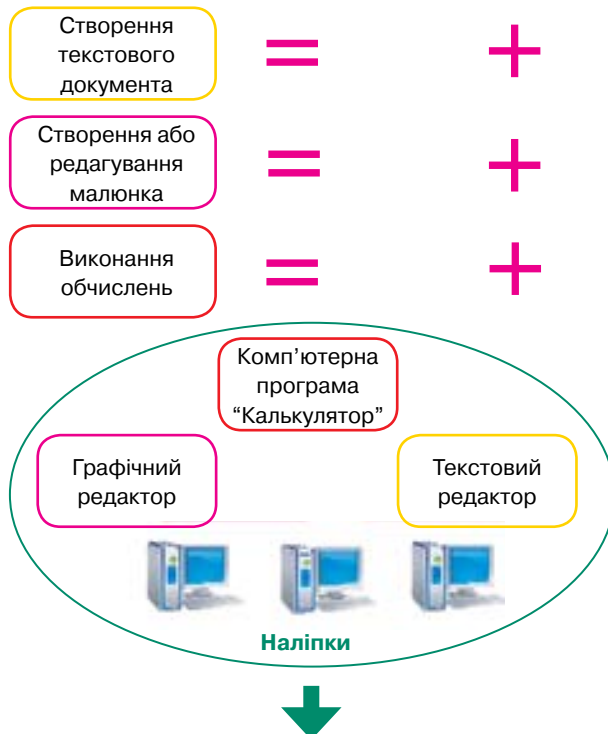 Створення
текстового
документа
=
+
Створення або
редагування
малюнка
=
+
Виконання
обчислень
=
+
Комп’ютерна
програма
“Калькулятор”
Графічний
редактор
Текстовий
редактор
Наліпки